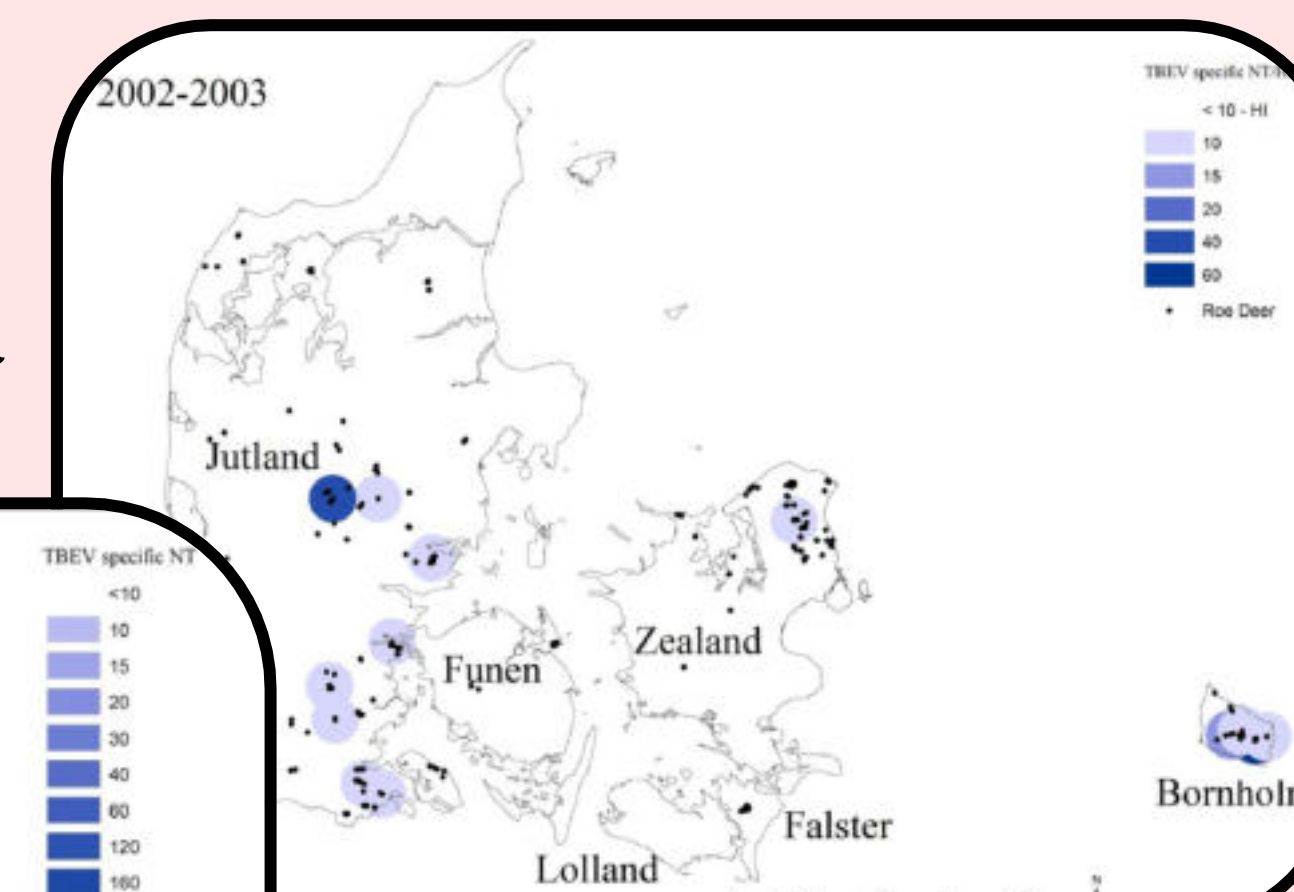 2002-2003
TBEV specific NT/H
< 10 - HI
10
15
20
40
60
Roe Deer
Jutland
Funen
Zealand
Bornholm
Falster
Lolland
N
TBEV specific NT
<10
10
15
20
30
40
60
120
160